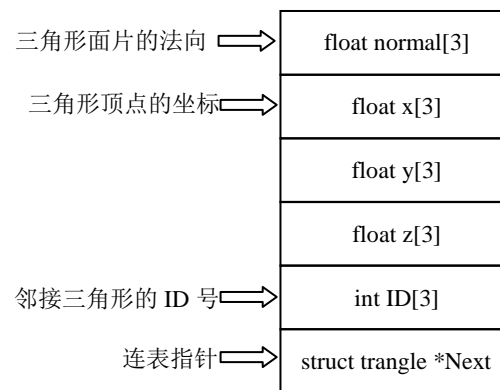 三角形面片的法向
float normal[3]
三角形顶点的坐标
float x[3]
float y[3]
float z[3]
邻接三角形的 ID 号
int ID[3]
连表指针
struct trangle *Next